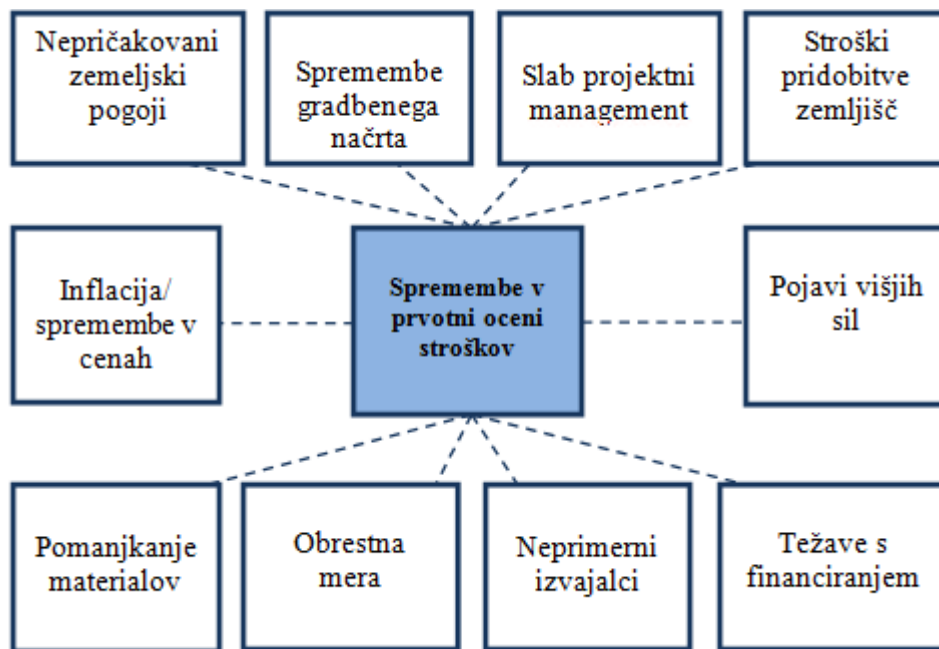 Nepričakovani
zemeljski
pogoji
Spremembe
gradbenega
načrta
Slab projektni
management
Stroški
pridobitve
zemljišč
Inflacija/
spremembe v
cenah
Spremembe v
prvotni oceni
stroškov
Pojavi višjih
sil
Pomanjkanje
materialov
Obrestna
mera
Neprimerni
izvajalci
Težave s
financiranjem